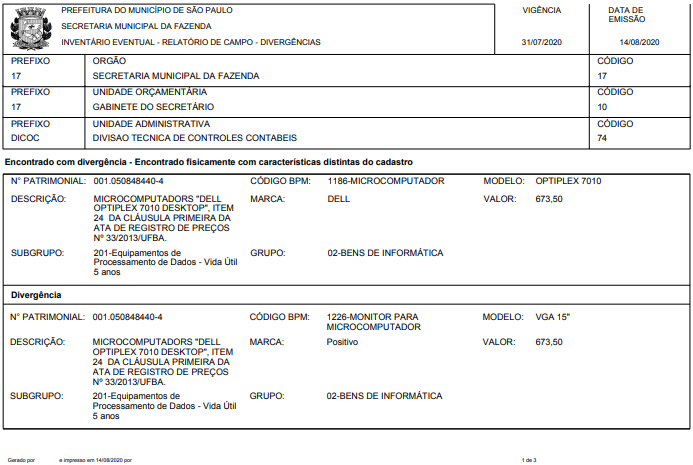 PREFEITURA DO MUNICÍPIO DE SÃO PAULO
SECRETARIA MUNICIPAL DA FAZENDA
INVENTÁRIO EVENTUAL - RELATÓRIO DE CAMPO - DIVERGÊNCIAS
VIGÊNCIA
31/07/2020
DATA DE
EMISSÃO
14/08/2020
PREFIXO ORGÃO CÓDIGO
17 SECRETARIA MUNICIPAL DA FAZENDA 17
PREFIXO UNIDADE ORÇAMENTÁRIA CÓDIGO
17 GABINETE DO SECRETÁRIO 10
PREFIXO UNIDADE ADMINISTRATIVA CÓDIGO
DICOC DIVISAO TECNICA DE CONTROLES CONTABEIS 74
Encontrado com divergência - Encontrado fisicamente com características distintas do cadastro
N° PATRIMONIAL: 001.050848440-4 CÓDIGO BPM: 1186-MICROCOMPUTADOR MODELO: OPTIPLEX 7010
DESCRIÇÃO: MICROCOMPUTADORS "DELL MARCA: DELL VALOR: 673,50
OPTIPLEX 7010 DESKTOP", ITEM
24 DA CLÁUSULA PRIMEIRA DA
ATA DE REGISTRO DE PREÇOS
Nº 33/2013/UFBA.
SUBGRUPO: 201-Equipamentos de GRUPO: 02-BENS DE INFORMÁTICA
Processamento de Dados - Vida Útil
5 anos
Divergência
N° PATRIMONIAL: 001.050848440-4 CÓDIGO BPM: 1226-MONITOR PARA MODELO: VGA 15"
MICROCOMPUTADOR
DESCRIÇÃO: MICROCOMPUTADORS "DELL MARCA: Positivo VALOR: 673,50
OPTIPLEX 7010 DESKTOP", ITEM
24 DA CLÁUSULA PRIMEIRA DA
ATA DE REGISTRO DE PREÇOS
Nº 33/2013/UFBA.
SUBGRUPO: 201-Equipamentos de GRUPO: 02-BENS DE INFORMÁTICA
Processamento de Dados - Vida Útil
5 anos
Gerado por e impresso em 14/08/2020 por 1 de 3